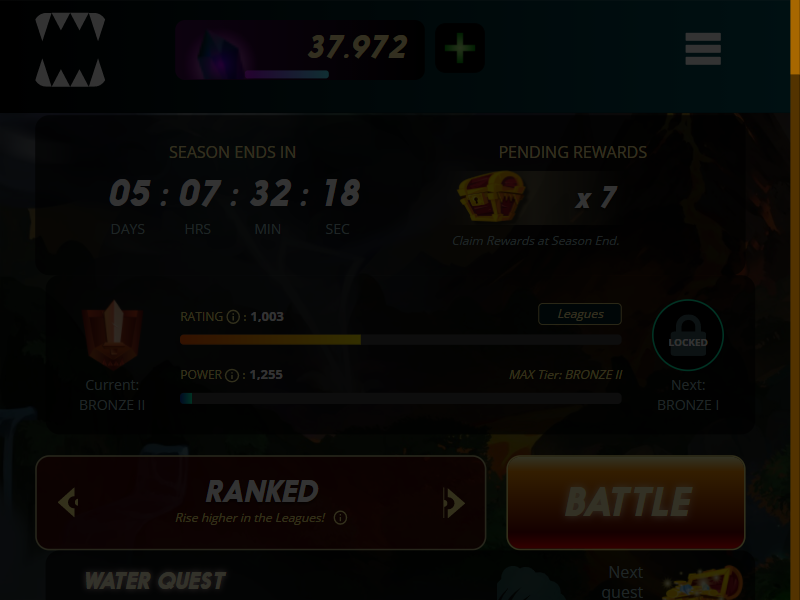 37.972
SEASON ENDS IN
PENDING REWARDS
05 : 07 : 32 : 18
DAYS HRS MIN SEC
x 7
Claim Rewards at Season End.
RATING i : 1,003
Leagues
LOCKED
POWER i : 1,255
MAX Tier: BRONZE II
Current:
BRONZE II
Next:
BRONZE I
RANKED
Rise higher in the Leagues! i
BATTLE
WATER QUEST
Next
quest